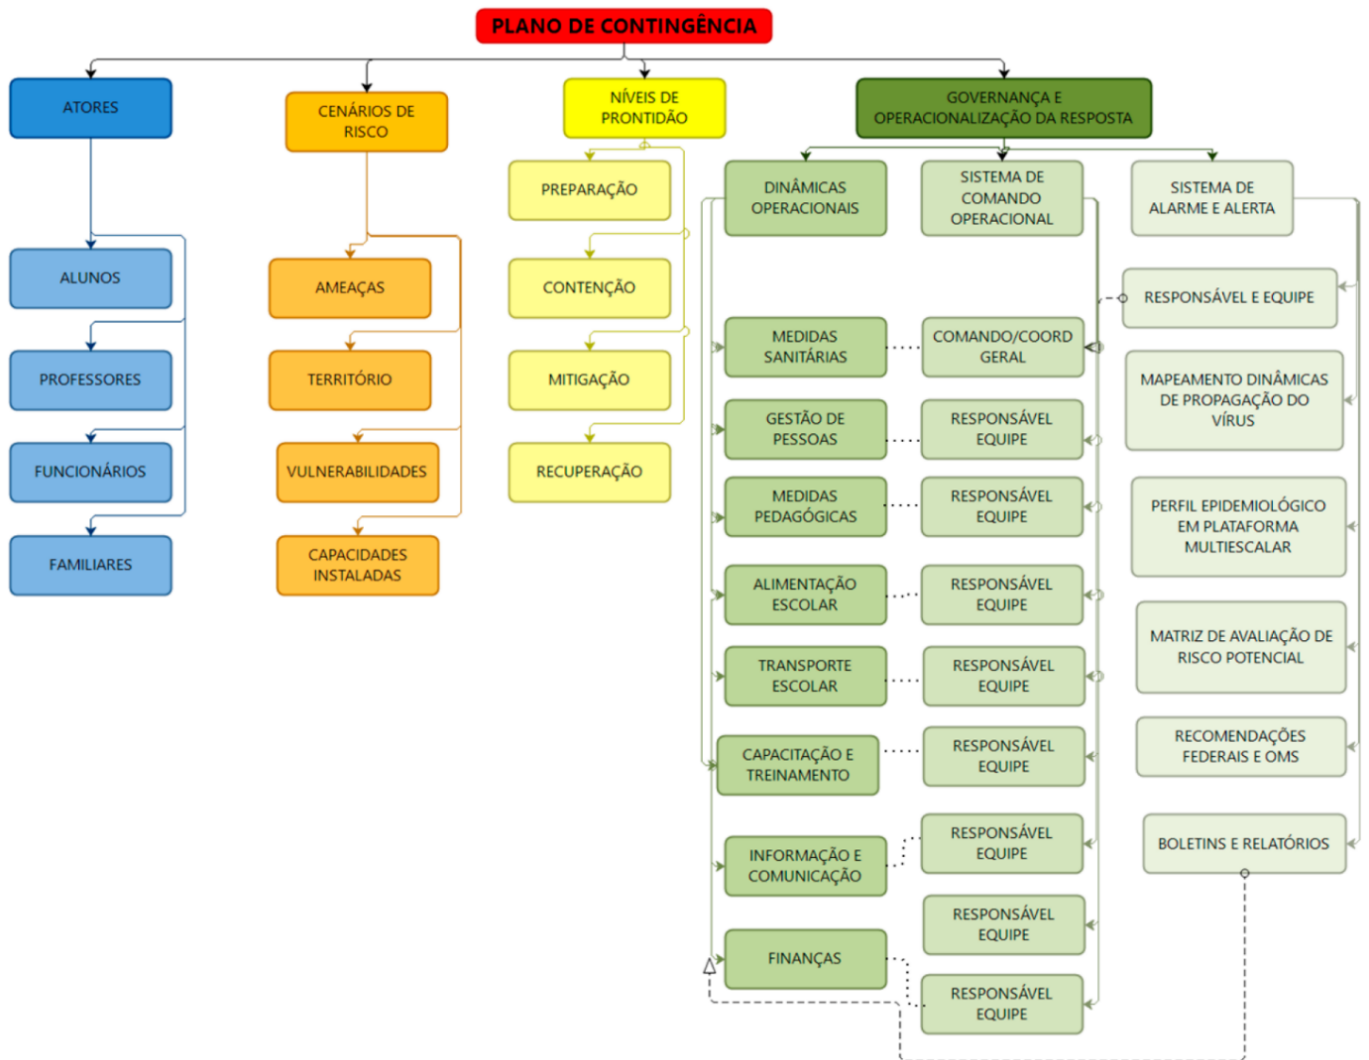 PLANO DE CONTINGÊNCIA
ATORES
ALUNOS
PROFESSORES
FUNCIONÁRIOS
FAMILIARES
CENÁRIOS DE
RISCO
AMEAÇAS
TERRITÓRIO
VULNERABILIDADES
CAPACIDADES
INSTALADAS
NÍVEIS DE
PRONTIDÃO
PREPARAÇÃO
CONTENÇÃO
MITIGAÇÃO
RECUPERAÇÃO
GOVERNANÇA E
OPERACIONALIZAÇÃO DA RESPOSTA
DINÂMICAS
OPERACIONAIS
MEDIDAS
SANITÁRIAS
GESTÃO DE
PESSOAS
MEDIDAS
PEDAGÓGICAS
ALIMENTAÇÃO
ESCOLAR
TRANSPORTE
ESCOLAR
CAPACITAÇÃO E
TREINAMENTO
INFORMAÇÃO E
COMUNICAÇÃO
FINANÇAS
SISTEMA DE
COMANDO
OPERACIONAL
COMANDO/COORD
GERAL
RESPONSÁVEL
EQUIPE
RESPONSÁVEL
EQUIPE
RESPONSÁVEL
EQUIPE
RESPONSÁVEL
EQUIPE
RESPONSÁVEL
EQUIPE
RESPONSÁVEL
EQUIPE
RESPONSÁVEL
EQUIPE
RESPONSÁVEL
EQUIPE
SISTEMA DE
ALARME E ALERTA
RESPONSÁVEL E EQUIPE
MAPEAMENTO DINÂMICAS
DE PROPAGAÇÃO DO
VÍRUS
PERFIL EPIDEMIOLÓGICO
EM PLATAFORMA
MULTIESCALAR
MATRIZ DE AVALIAÇÃO DE
RISCO POTENCIAL
RECOMENDAÇÕES
FEDERAIS E OMS
BOLETINS E RELATÓRIOS